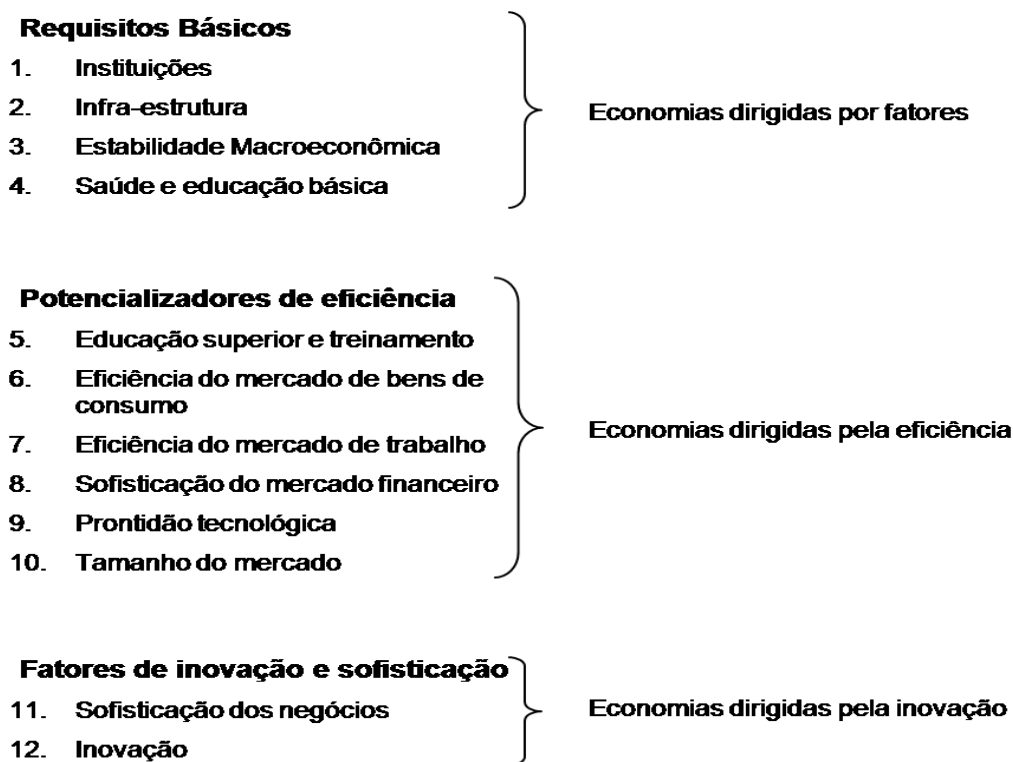 Requisitos Básicos
1. Instituições
2. Infra-estrutura
3. Estabilidade Macroeconômica
4. Saúde e educação básica
Economias dirigidas por fatores
Potencializadores de eficiência
5. Educação superior e treinamento
6. Eficiência do mercado de bens de
consumo
7. Eficiência do mercado de trabalho
8. Sofisticação do mercado financeiro
9. Prontidão tecnológica
10. Tamanho do mercado
Economias dirigidas pela eficiência
Fatores de inovação e sofisticação
11. Sofisticação dos negócios
12. Inovação
Economias dirigidas pela inovação